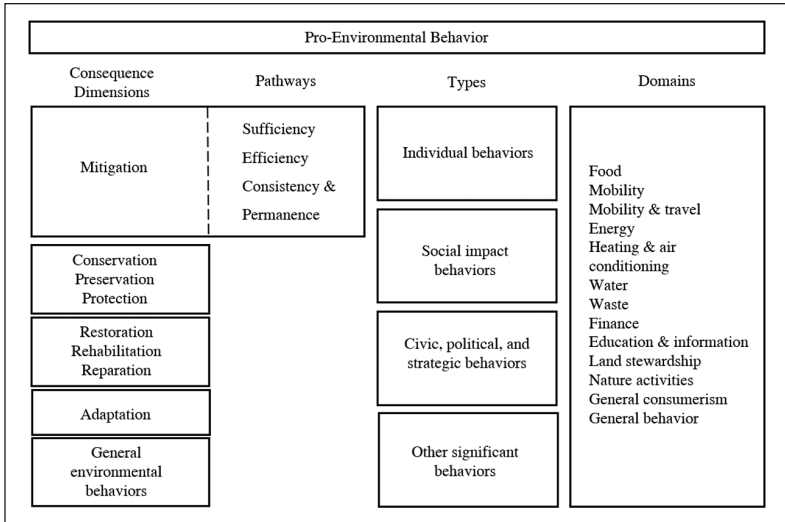 Pro-Environmental Behavior
Consequence
Dimensions
Pathways
Types
Domains
Mitigation
Sufficiency
Efficiency
Consistency &
Permanence
Conservation
Preservation
Protection
Restoration
Rehabilitation
Reparation
Adaptation
General
environmental
behaviors
Individual behaviors
Social impact
behaviors
Civic, political, and
strategic behaviors
Other significant
behaviors
Food
Mobility
Mobility & travel
Energy
Heating & air
conditioning
Water
Waste
Finance
Education & information
Land stewardship
Nature activities
General consumerism
General behavior